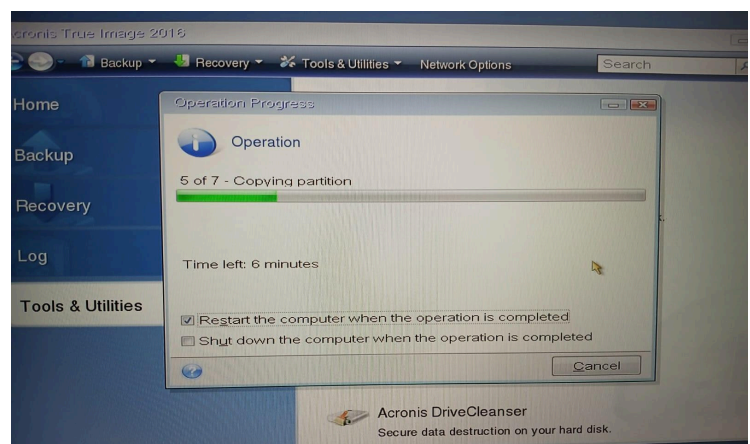 Acronis True Image 2016
Backup Recovery Tools & Utilities Network Options Search
Home
Backup
Recovery
Log
Tools & Utilities
Operation Progress
Operation
5 of 7 - Copying partition
Time left: 6 minutes
Restart the computer when the operation is completed
Shut down the computer when the operation is completed
Cancel
Acronis DriveCleanser
Secure data destruction on your hard disk.